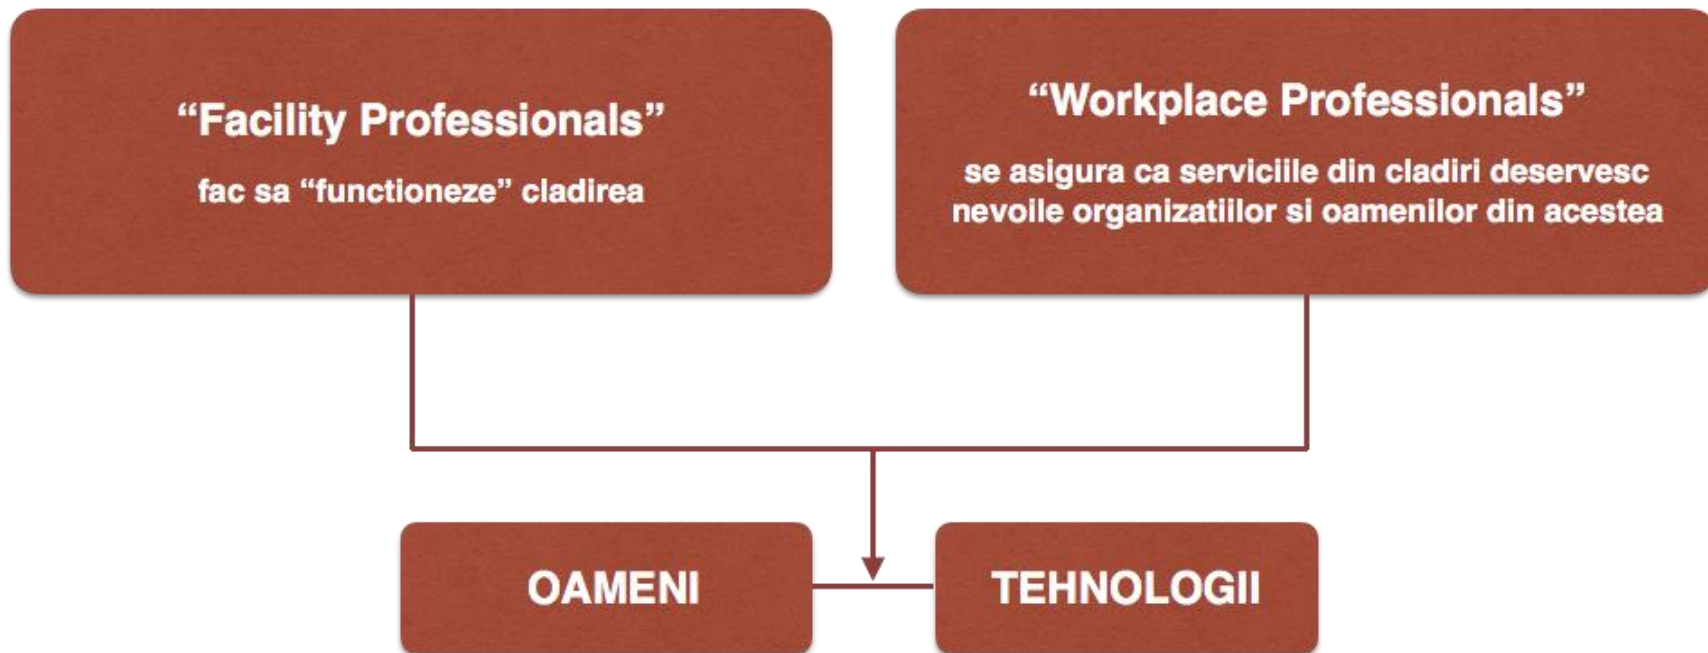 “Facility Professionals”
fac sa “functioneze” cladirea
“Workplace Professionals”
se asigura ca serviciile din cladiri deservesc
nevoile organizatiilor si oamenilor din acestea
OAMENI
TEHNOLOGII